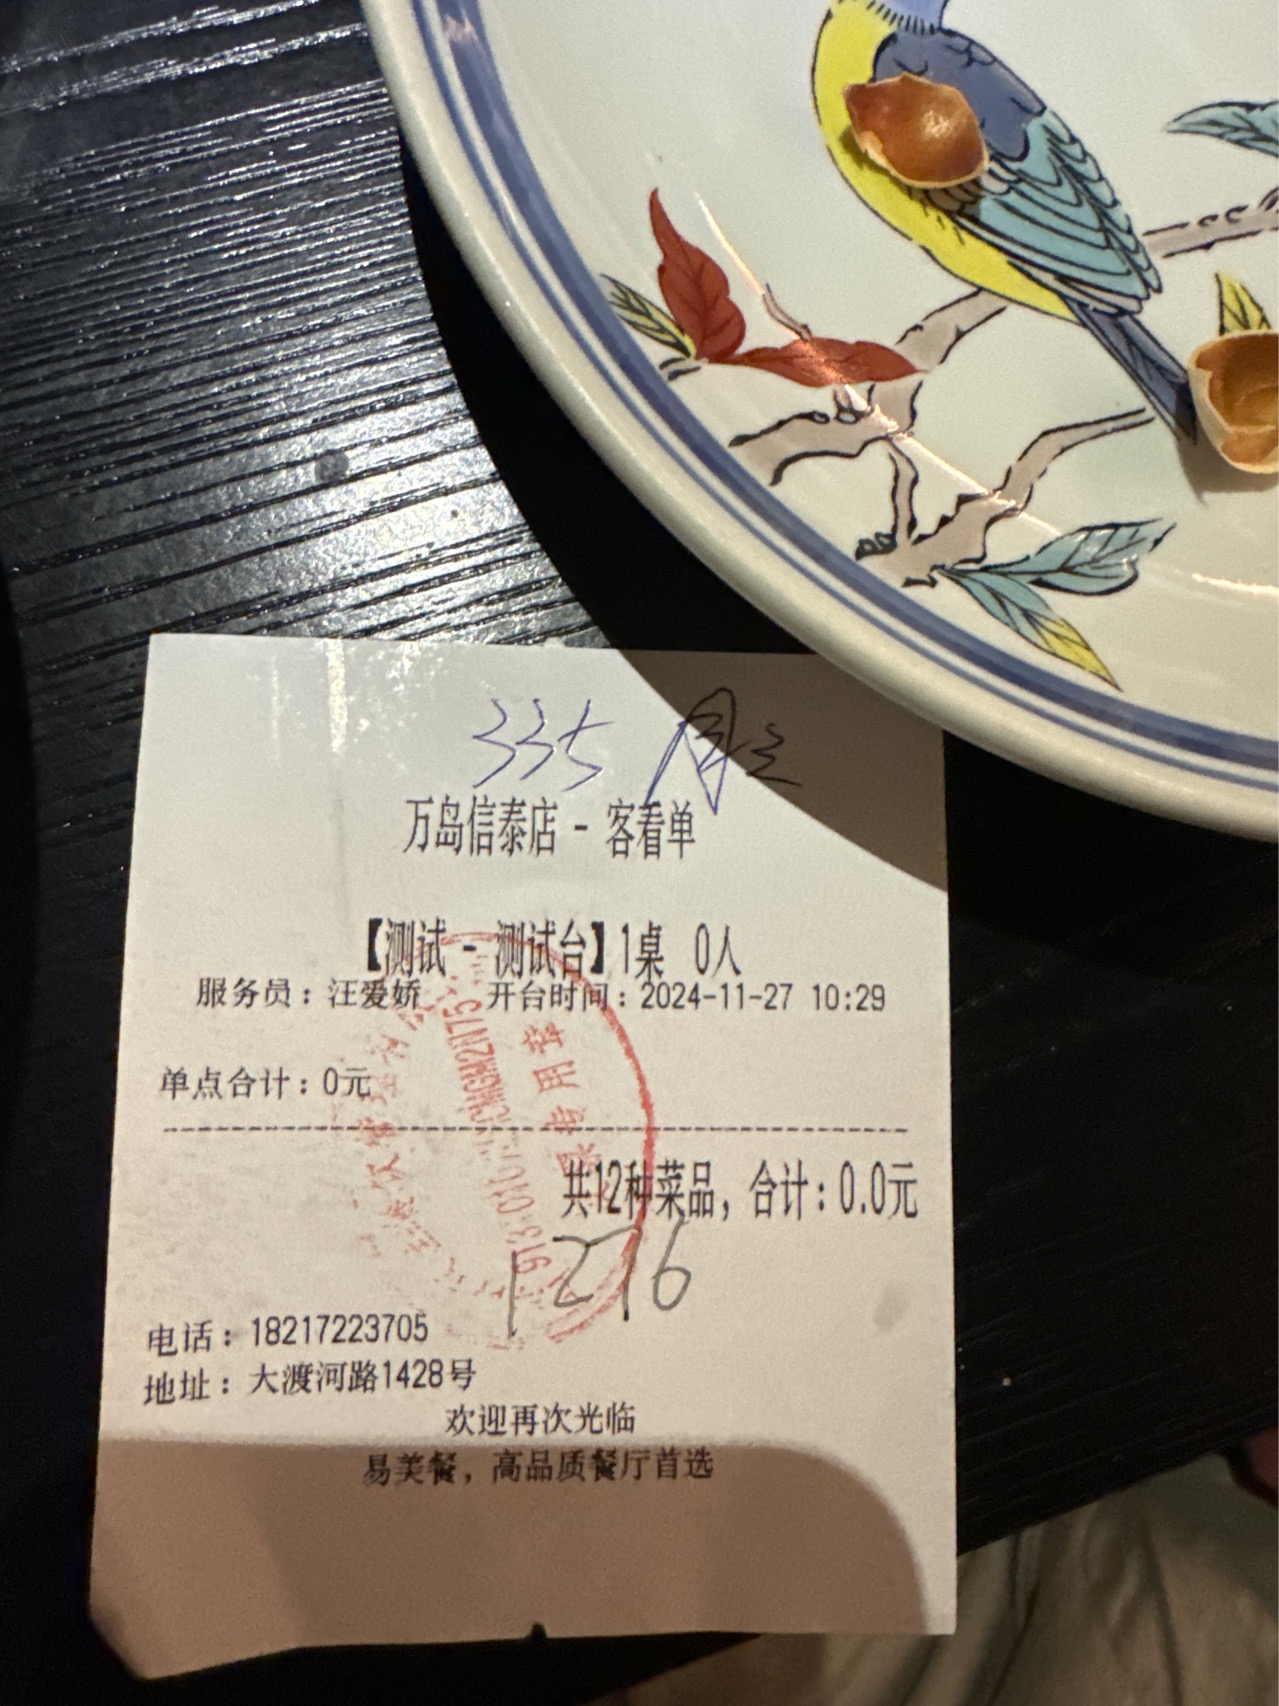 335
万岛信泰店 - 客看单
【测试 - 测试台】1桌 0人
服务员：汪爱娇 开台时间：2024-11-27 10:29
单点合计：0元
共12种菜品，合计：0.0元
1276
电话：18217223705
地址：大渡河路1428号
欢迎再次光临
易美餐，高品质餐厅首选